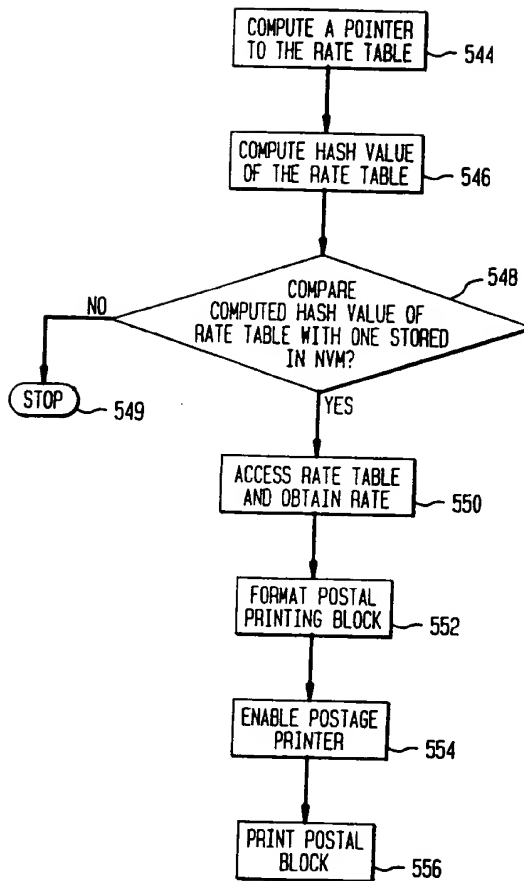 COMPUTE A POINTER
TO THE RATE TABLE
544
COMPUTE HASH VALUE
OF THE RATE TABLE
546
548
COMPARE
COMPUTED HASH VALUE OF
RATE TABLE WITH ONE STORED
IN NVM?
NO
STOP
549
YES
ACCESS RATE TABLE
AND OBTAIN RATE
550
FORMAT POSTAL
PRINTING BLOCK
552
ENABLE POSTAGE
PRINTER
554
PRINT POSTAL
BLOCK
556